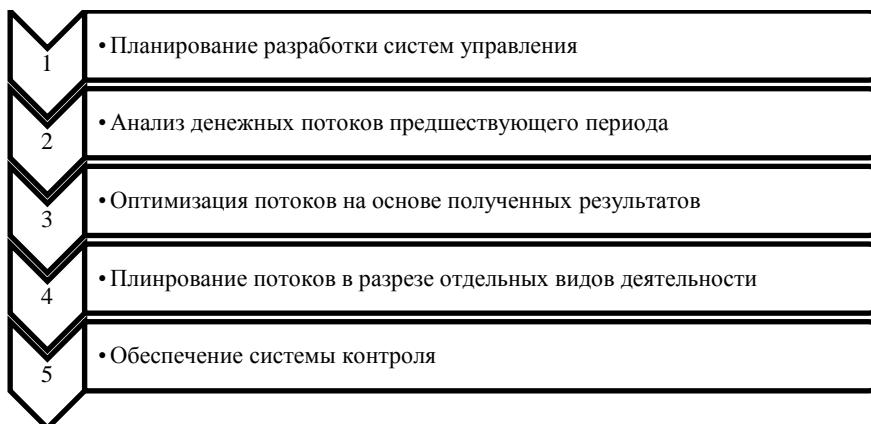 1
• Планирование разработки систем управления
2
• Анализ денежных потоков предшествующего периода
3
• Оптимизация потоков на основе полученных результатов
4
• Плинрование потоков в разрезе отдельных видов деятельности
5
• Обеспечение системы контроля